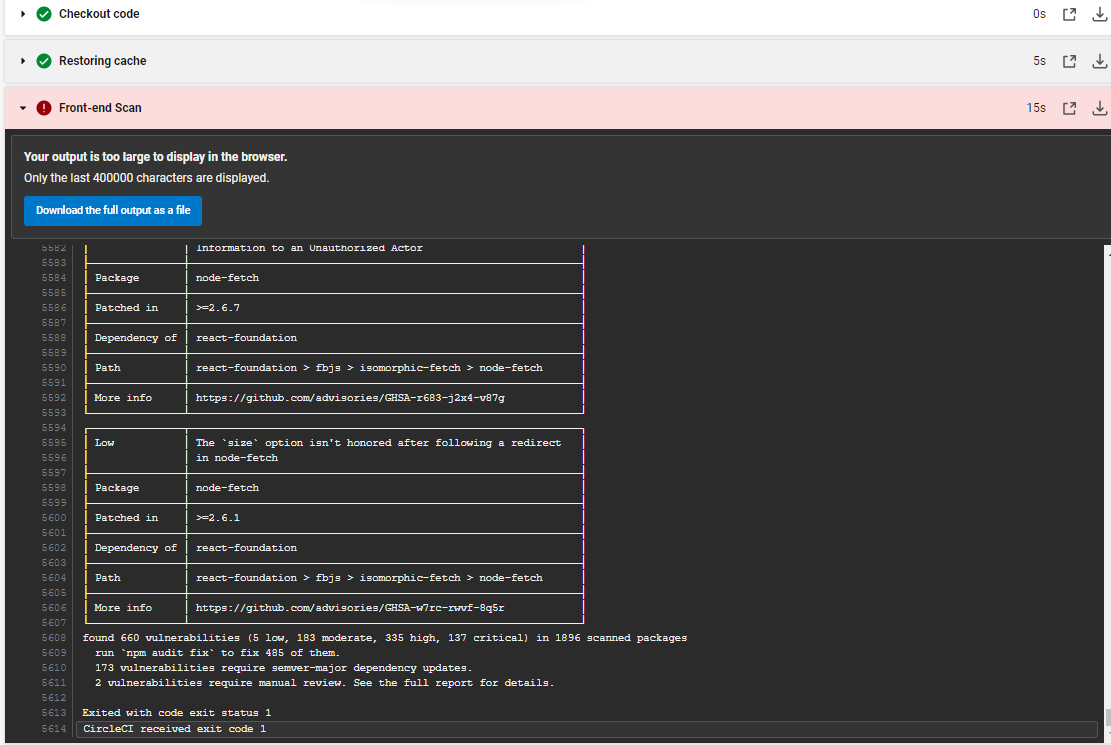 Checkout code 0s
Restoring cache 5s
! Front-end Scan 15s
Your output is too large to display in the browser.
Only the last 400000 characters are displayed.
Download the full output as a file
5582 Information to an Unauthorized Actor
5583
5584 Package node-fetch
5585
5586 Patched in >=2.6.7
5587
5588 Dependency of react-foundation
5589
5590 Path react-foundation > fbjs > isomorphic-fetch > node-fetch
5591
5592 More info https://github.com/advisories/GHSA-r683-j2x4-v87g
5593
5594
5595 Low The `size` option isn't honored after following a redirect
5596 in node-fetch
5597
5598 Package node-fetch
5599
5600 Patched in >=2.6.1
5601
5602 Dependency of react-foundation
5603
5604 Path react-foundation > fbjs > isomorphic-fetch > node-fetch
5605
5606 More info https://github.com/advisories/GHSA-w7rc-rwvf-8q5r
5607
5608 found 660 vulnerabilities (5 low, 183 moderate, 335 high, 137 critical) in 1896 scanned packages
5609 run `npm audit fix` to fix 485 of them.
5610 173 vulnerabilities require semver-major dependency updates.
5611 2 vulnerabilities require manual review. See the full report for details.
5612
5613 Exited with code exit status 1
5614 CircleCI received exit code 1